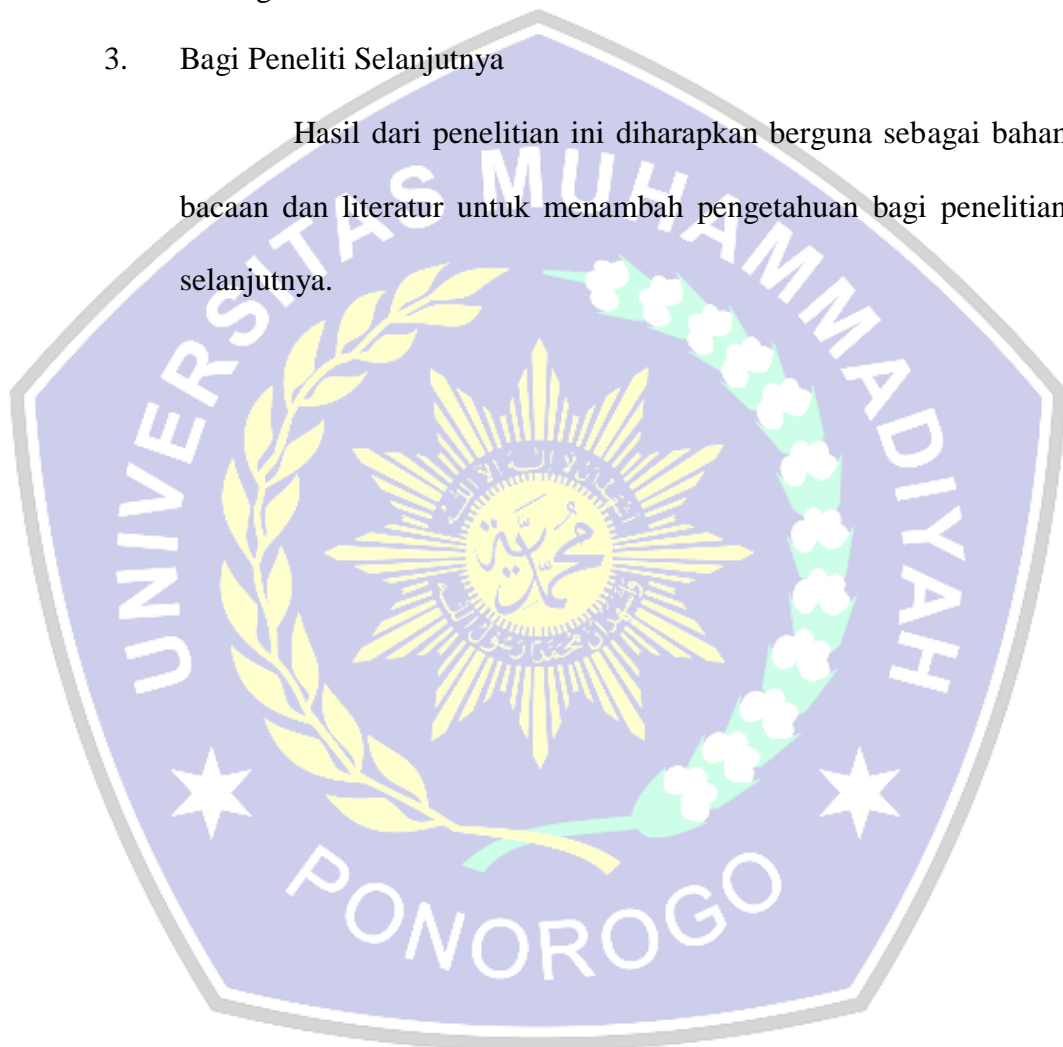 3. Bagi Peneliti Selanjutnya
Hasil dari penelitian ini diharapkan berguna sebagai bahan
bacaan dan literatur untuk menambah pengetahuan bagi penelitian
selanjutnya.
UNIVERSITAS MUHAMMADIYAH
PONOROGO
محمدية